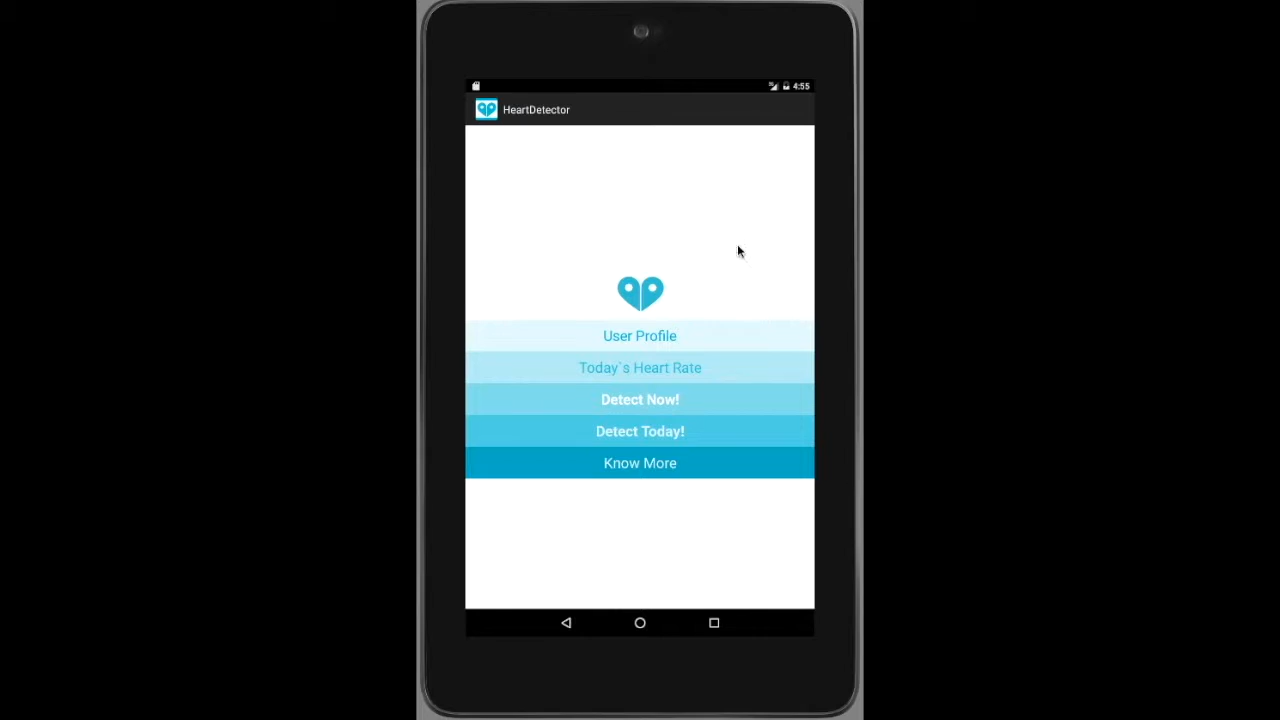 4:55
HeartDetector
User Profile
Today`s Heart Rate
Detect Now!
Detect Today!
Know More